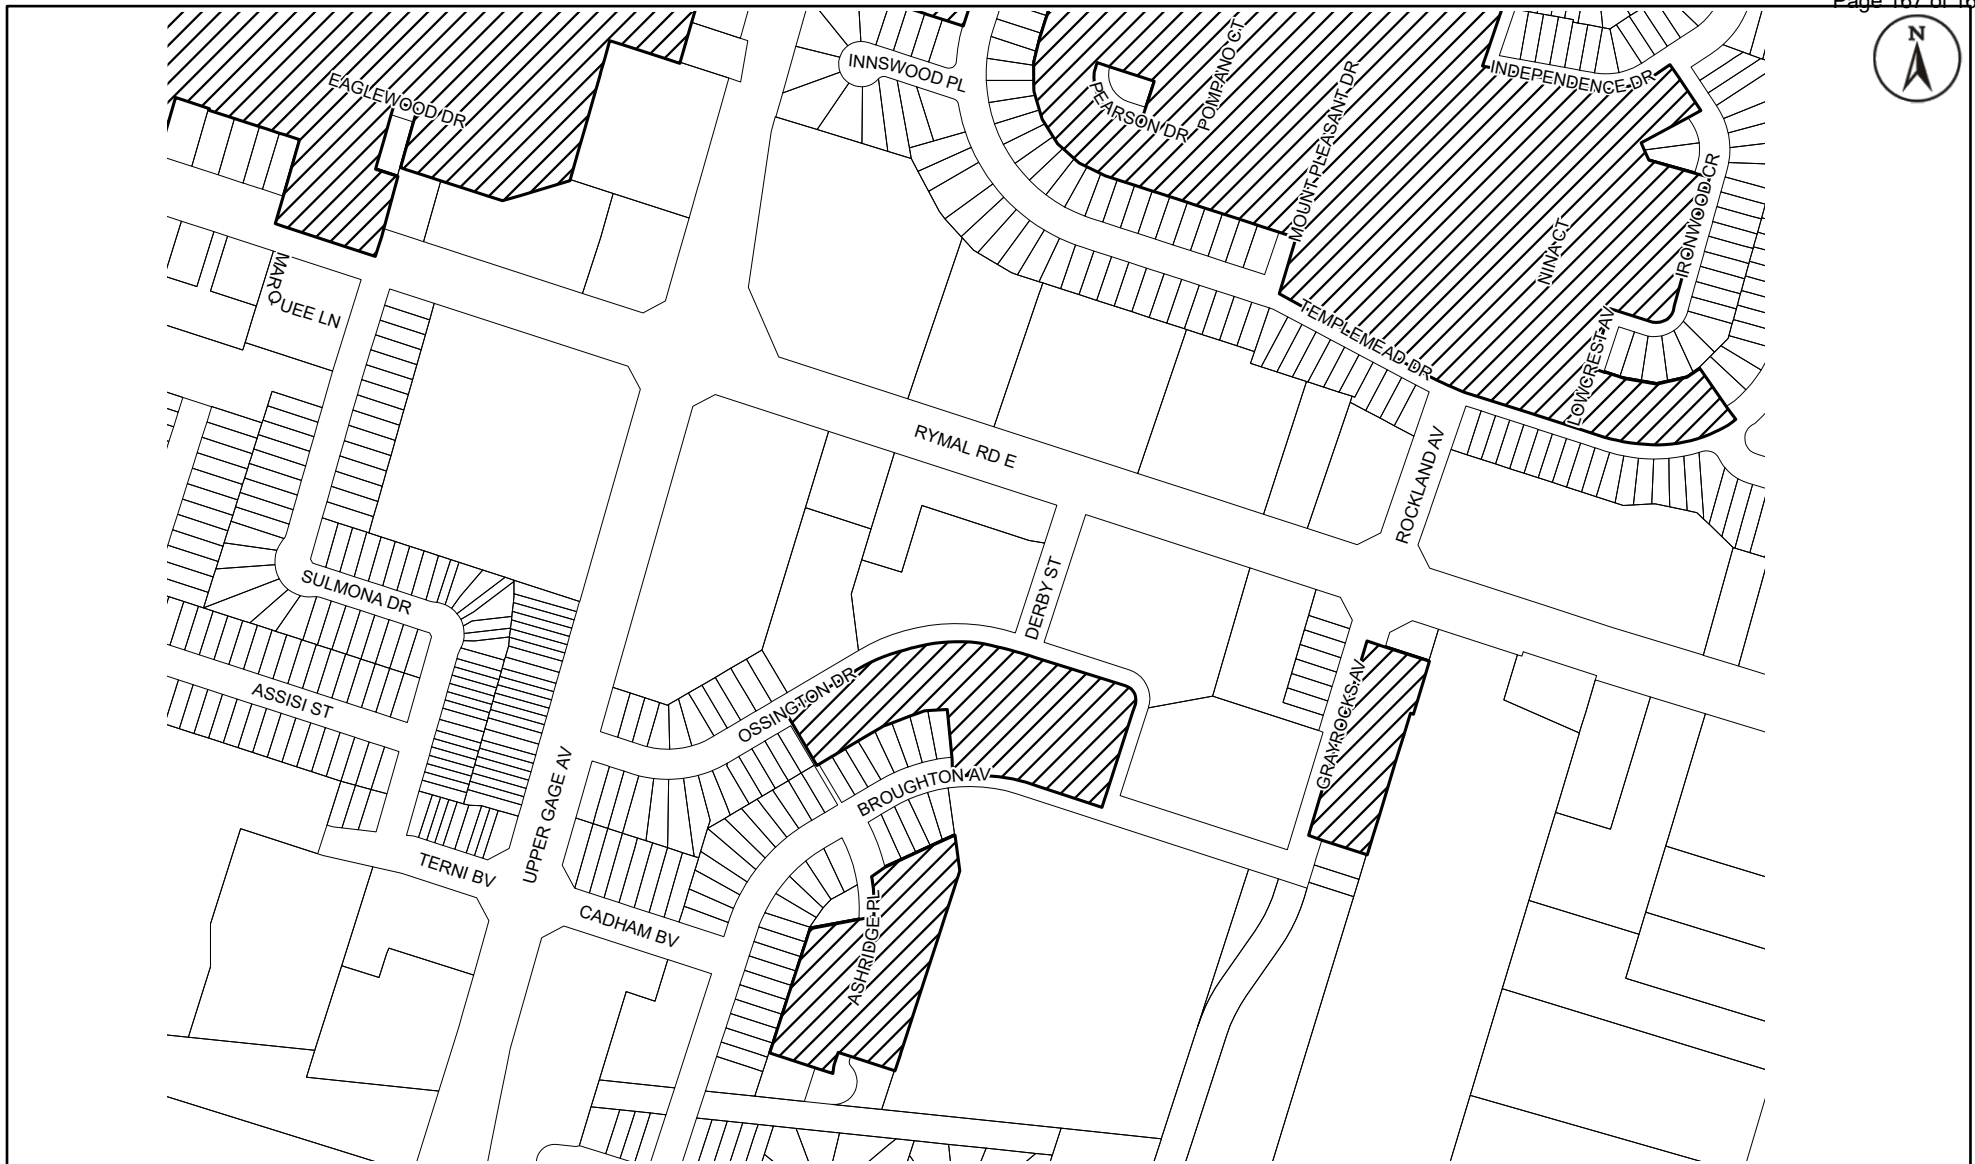 Page 167 of 16
N
INNSWOOD PL
POMPANO CT
INDEPENDENCE DR
EAGLEWOOD DR
PEARSON DR
MOUNT PLEASANT DR
IRONWOOD CR
NINA CT
MARQUEE LN
TEMPLEMEAD DR
LOWCREST AV
RYMAL RD E
ROCKLAND AV
SULMONA DR
DERBY ST
ASSISI ST
OSSINGTON DR
GRAYROCKS AV
BROUGHTON AV
UPPER GAGE AV
TERNI BV
CADHAM BV
ASHRIDGE PL